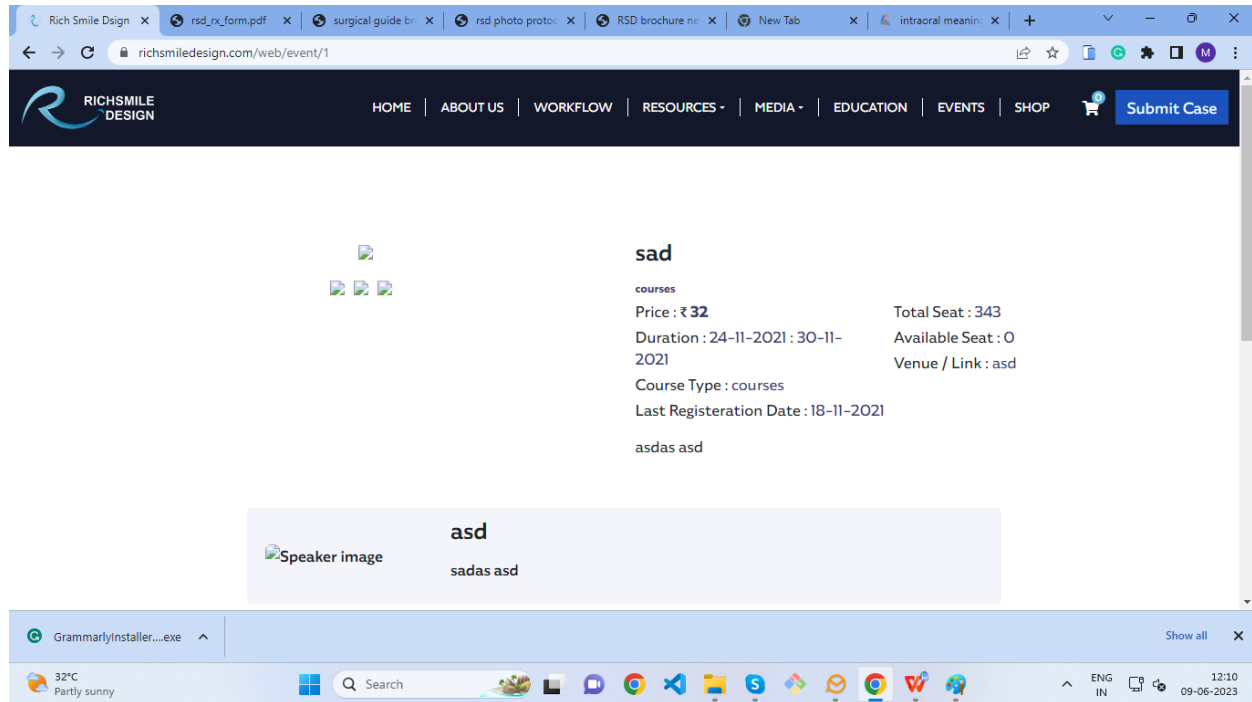 Rich Smile Dsign
rsd_rx_form.pdf
surgical guide bro
rsd photo protoc
RSD brochure ne
New Tab
intraoral meaning
richsmiledesign.com/web/event/1
M
RICHSMILE
DESIGN
HOME
ABOUT US
WORKFLOW
RESOURCES
MEDIA
EDUCATION
EVENTS
SHOP
0
Submit Case
sad
courses
Price : ₹ 32
Total Seat : 343
Duration : 24-11-2021 : 30-11-
2021
Available Seat : 0
Venue / Link : asd
Course Type : courses
Last Registeration Date : 18-11-2021
asdas asd
Speaker image
asd
sadas asd
GrammarlyInstaller....exe
Show all
32°C
Partly sunny
Search
ENG
IN
12:10
09-06-2023